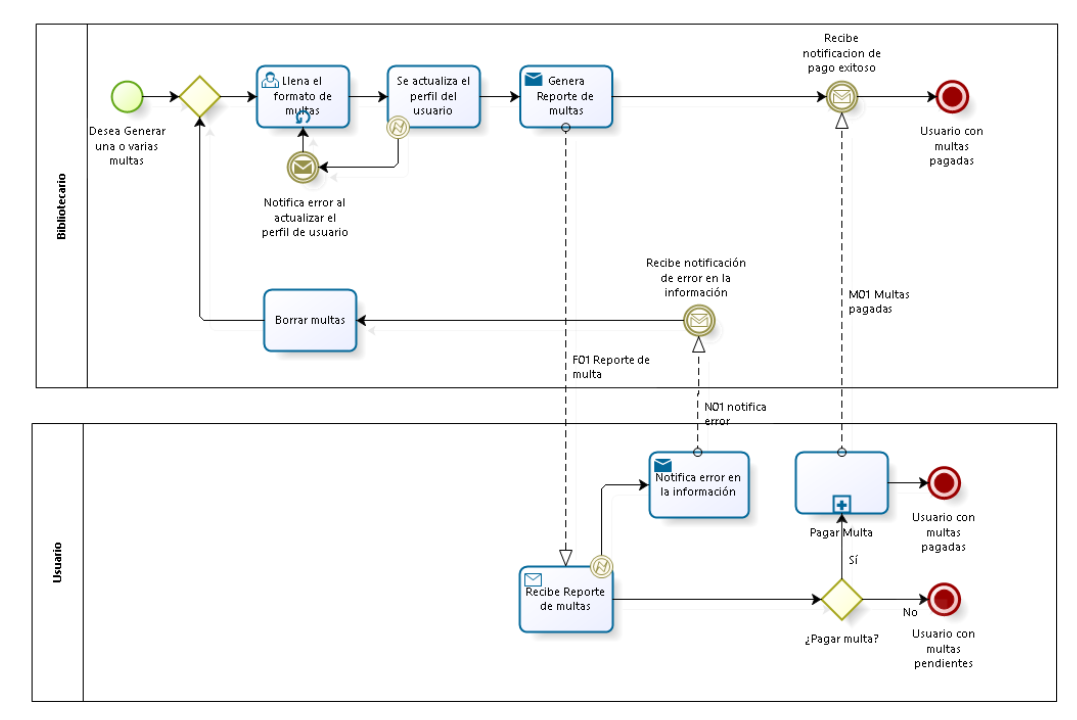 Bibliotecario
Desea Generar
una o varias
multas
Llena el
formato de
multas
Se actualiza el
perfil del
usuario
Genera
Reporte de
multas
Recibe
notificacion de
pago exitoso
Usuario con
multas
pagadas
Notifica error al
actualizar el
perfil de usuario
Recibe notificación
de error en la
información
Borrar multas
M01 Multas
pagadas
F01 Reporte de
multa
N01 notifica
error
Usuario
Notifica error en
la información
Pagar Multa
Usuario con
multas
pagadas
Sí
Recibe Reporte
de multas
¿Pagar multa?
No
Usuario con
multas
pendientes